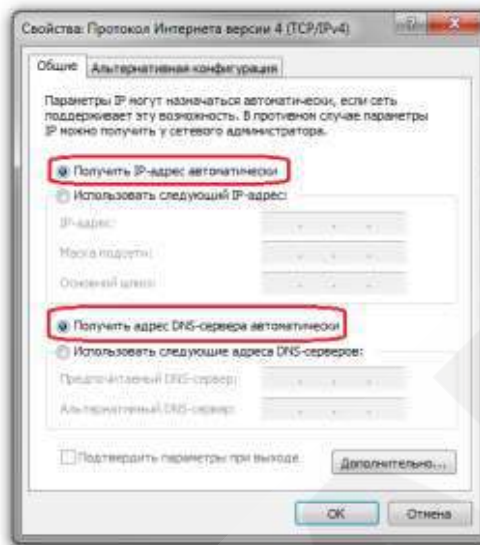 Свойства: Протокол Интернета версии 4 (TCP/IPv4)
Общие
Альтернативная конфигурация
Параметры IP могут назначаться автоматически, если сеть
поддерживает эту возможность. В противном случае параметры
IP можно получить у сетевого администратора.
Получить IP-адрес автоматически
Использовать следующий IP-адрес:
IP-адрес:
Маска подсети:
Основной шлюз:
Получить адрес DNS-сервера автоматически
Использовать следующие адреса DNS-серверов:
Предпочитаемый DNS-сервер:
Альтернативный DNS-сервер:
Подтвердить параметры при выходе
Дополнительно...
ОК
Отмена